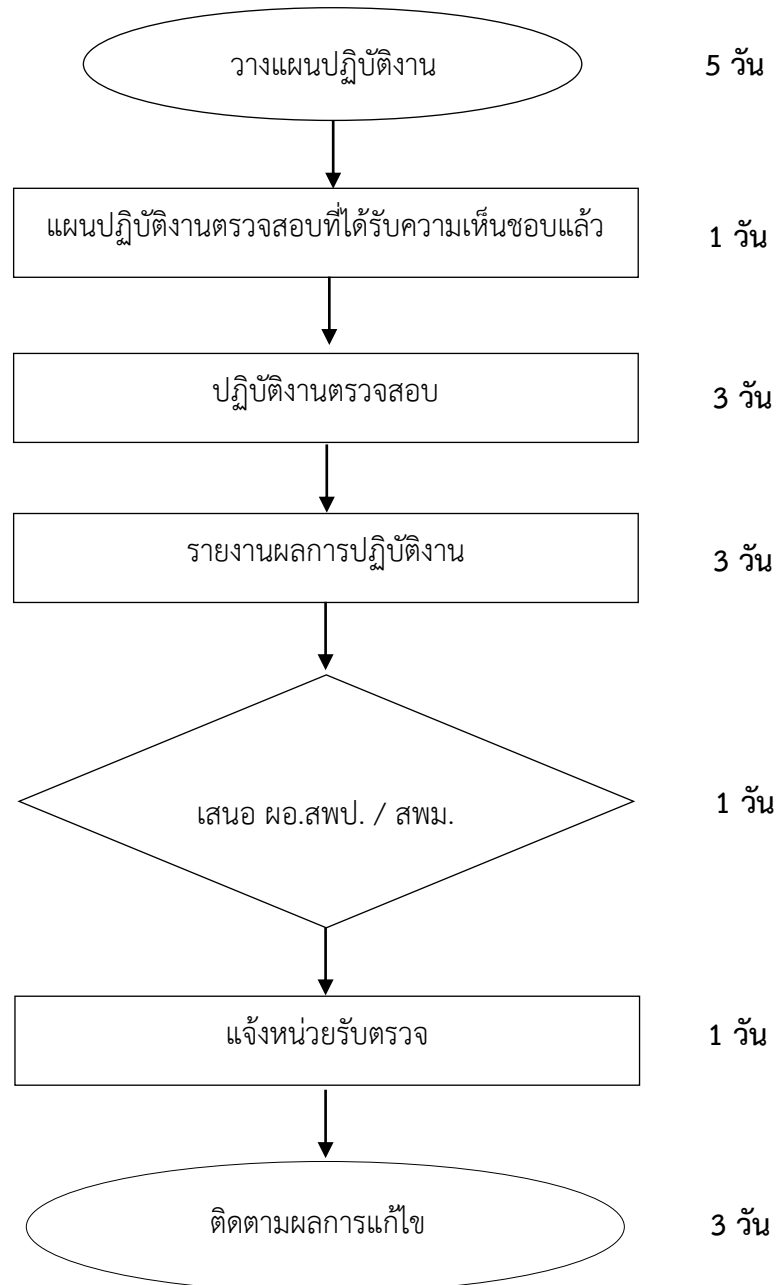 วางแผนปฏิบัติงาน 5 วัน
แผนปฏิบัติงานตรวจสอบที่ได้รับความเห็นชอบแล้ว 1 วัน
ปฏิบัติงานตรวจสอบ 3 วัน
รายงานผลการปฏิบัติงาน 3 วัน
เสนอ ผอ.สพป. / สพม. 1 วัน
แจ้งหน่วยรับตรวจ 1 วัน
ติดตามผลการแก้ไข 3 วัน